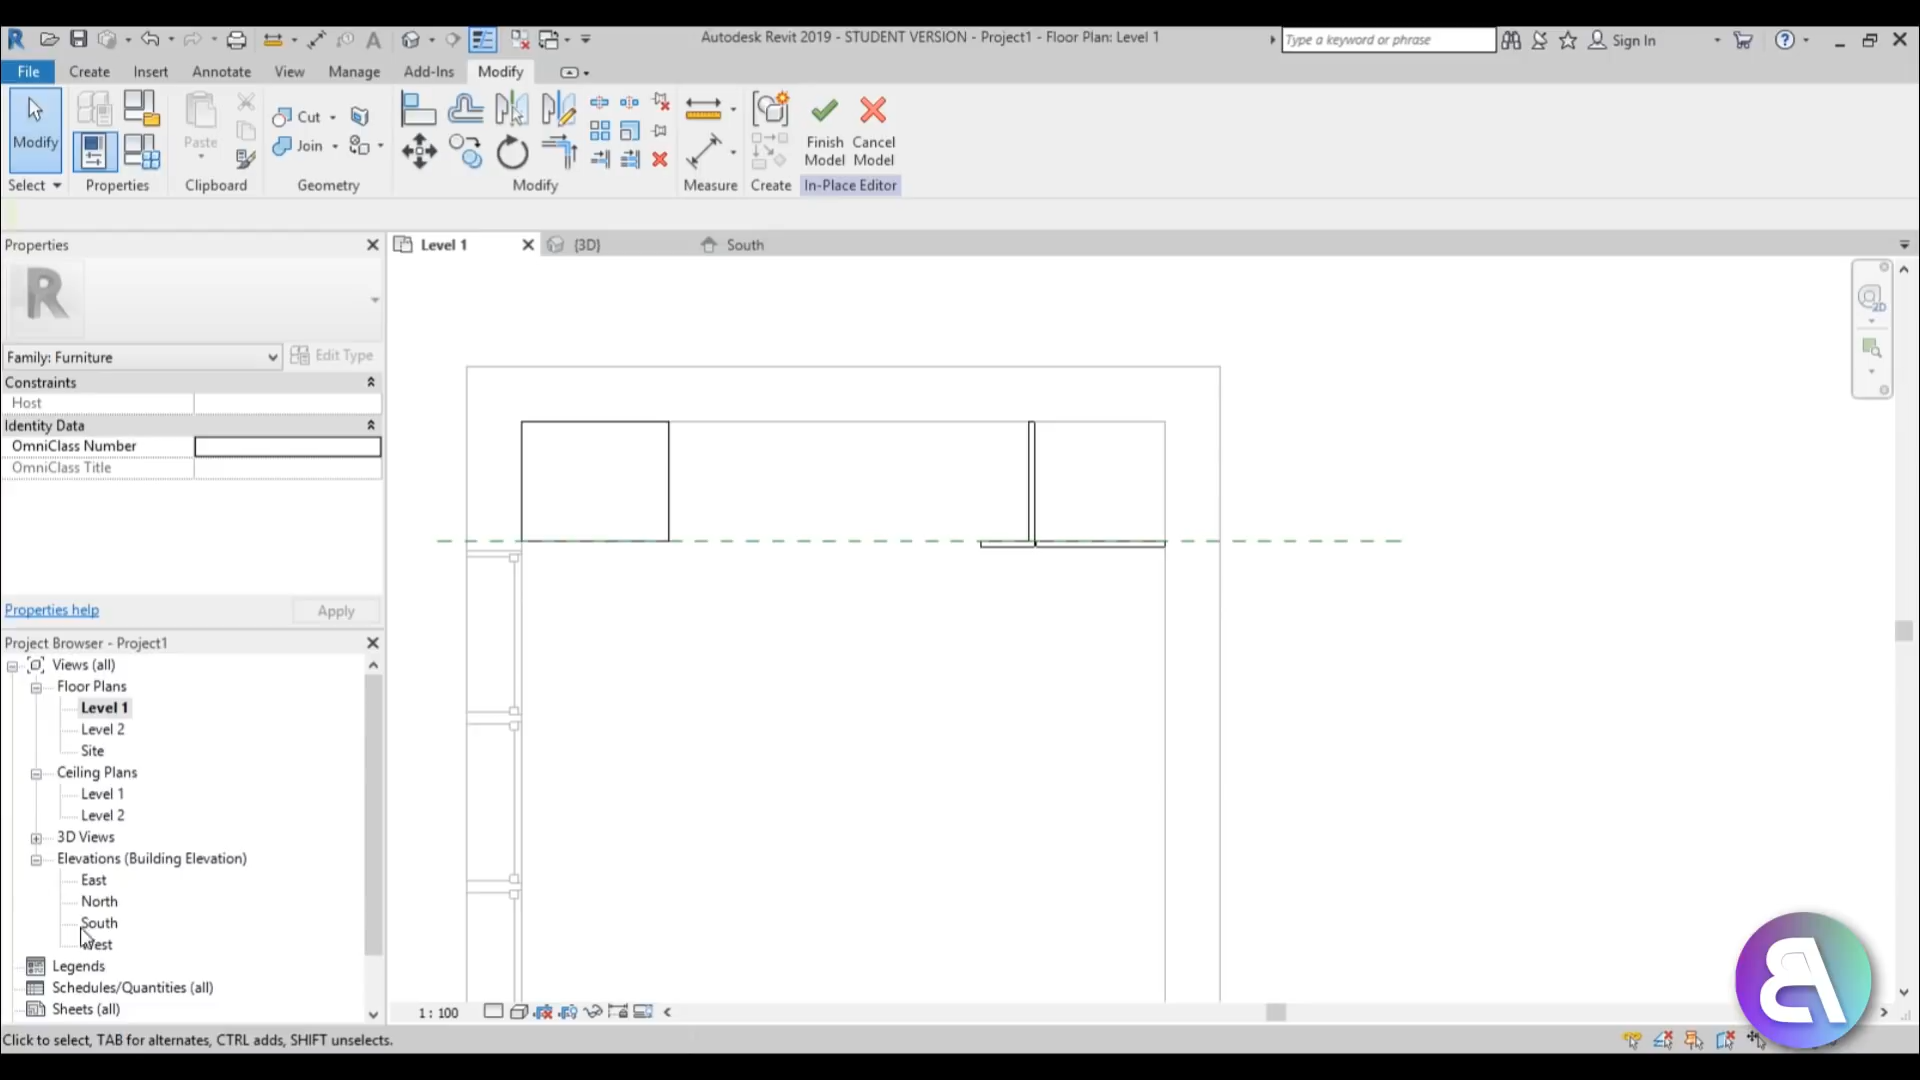 Autodesk Revit 2019 - STUDENT VERSION - Project1 - Floor Plan: Level 1
Type a keyword or phrase
Sign In
File Create Insert Annotate View Manage Add-Ins Modify
Modify
Paste
Cut
Join
Finish Model
Cancel Model
Select Properties Clipboard Geometry Modify Measure Create In-Place Editor
Properties
Level 1
{3D}
South
Family: Furniture
Edit Type
Constraints
Host
Identity Data
OmniClass Number
OmniClass Title
Properties help
Apply
Project Browser - Project1
Views (all)
Floor Plans
Level 1
Level 2
Site
Ceiling Plans
Level 1
Level 2
3D Views
Elevations (Building Elevation)
East
North
South
West
Legends
Schedules/Quantities (all)
Sheets (all)
1 : 100
Click to select, TAB for alternates, CTRL adds, SHIFT unselects.